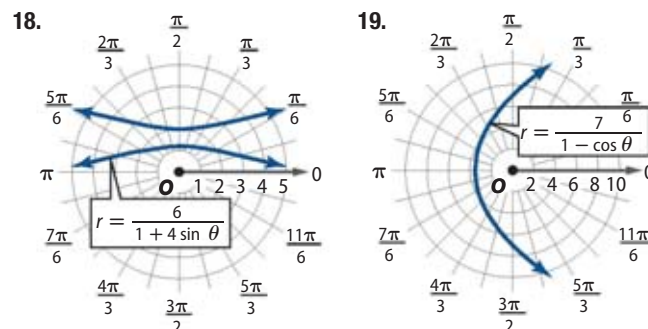 18.
π/2
2π/3
π/3
5π/6
π/6
π
O 1 2 3 4 5 0
r = 6/(1 + 4 sin θ)
7π/6
11π/6
4π/3
5π/3
3π/2
19.
π/2
2π/3
π/3
5π/6
π/6
r = 7/(1 − cos θ)
π
O 2 4 6 8 10 0
7π/6
11π/6
4π/3
5π/3
3π/2